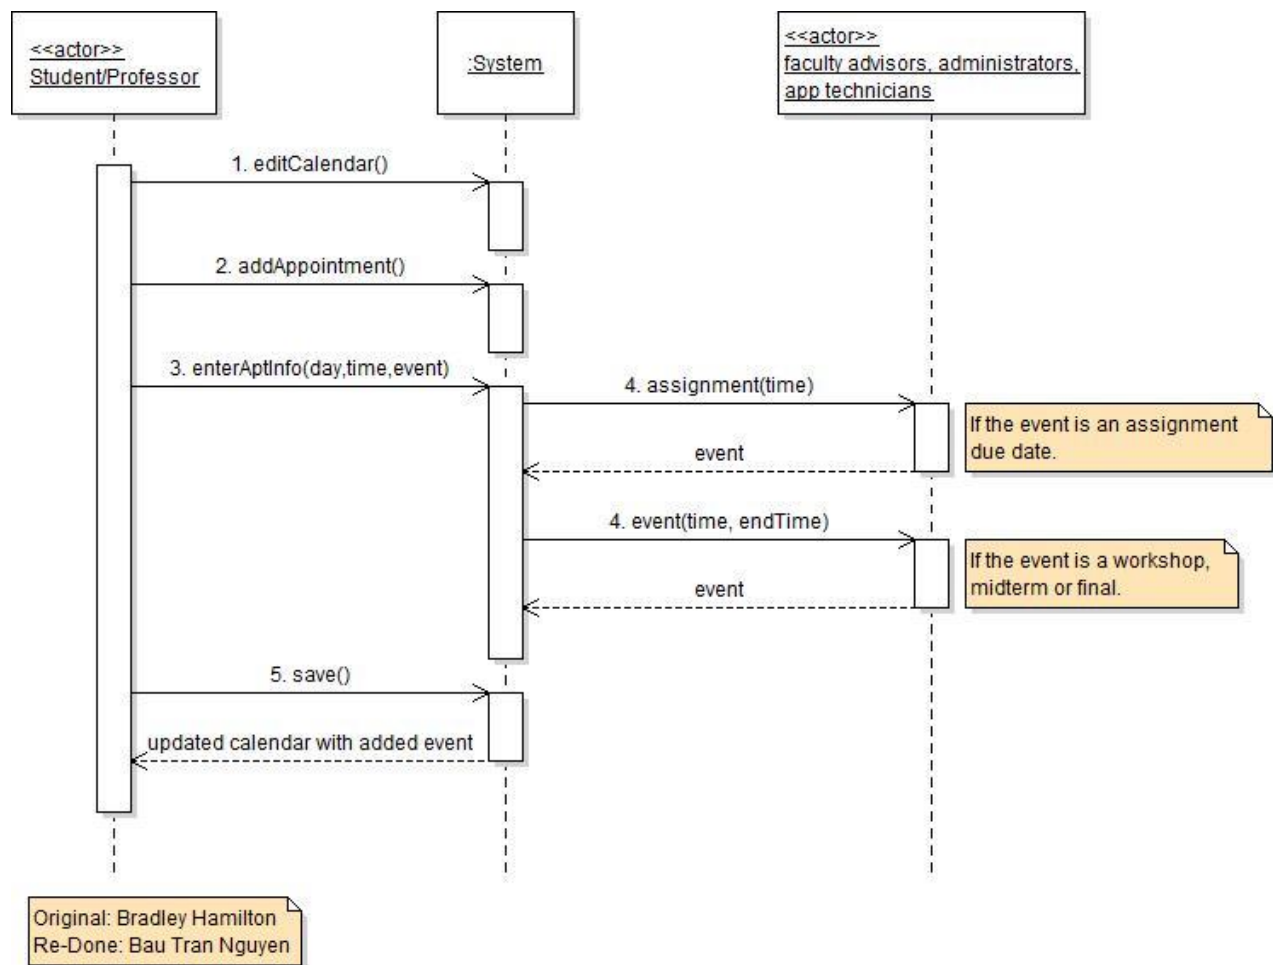 <<actor>>
Student/Professor
:System
<<actor>>
faculty advisors, administrators,
app technicians
1. editCalendar()
2. addAppointment()
3. enterAptInfo(day,time,event)
4. assignment(time)
If the event is an assignment
due date.
event
4. event(time, endTime)
If the event is a workshop,
midterm or final.
event
5. save()
updated calendar with added event
Original: Bradley Hamilton
Re-Done: Bau Tran Nguyen